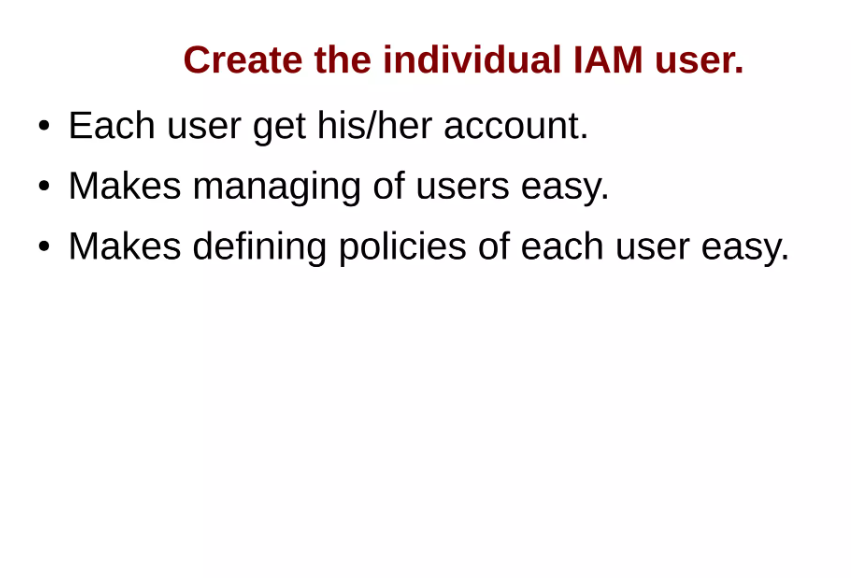 Create the individual IAM user.
• Each user get his/her account.
• Makes managing of users easy.
• Makes defining policies of each user easy.